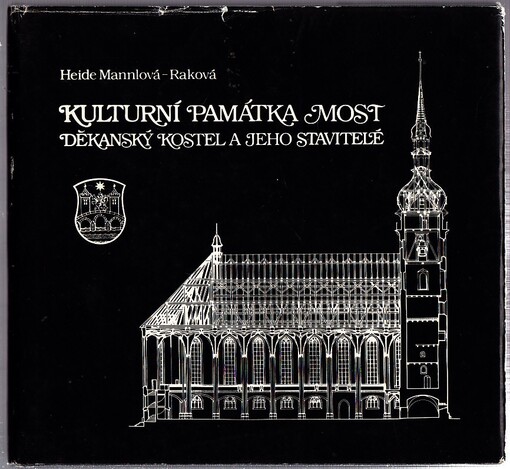 Heide Mannlová-Raková
KULTURNÍ PAMÁTKA MOST
DĚKANSKÝ KOSTEL A JEHO STAVITELÉ